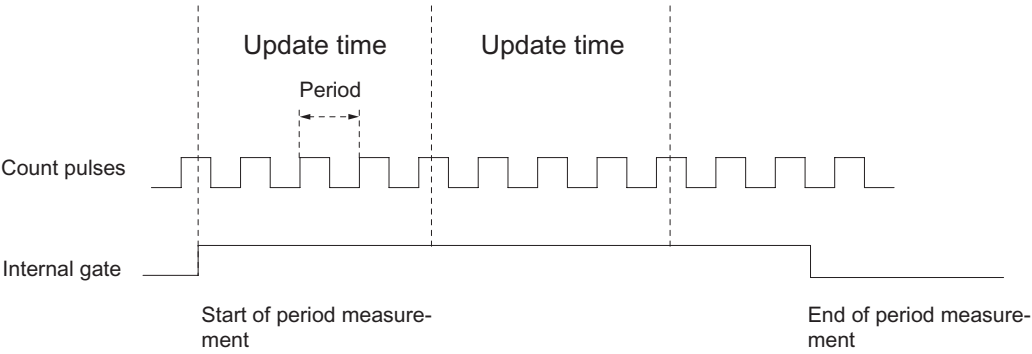 Update time
Update time
Period
Count pulses
Internal gate
Start of period measure-
ment
End of period measure-
ment